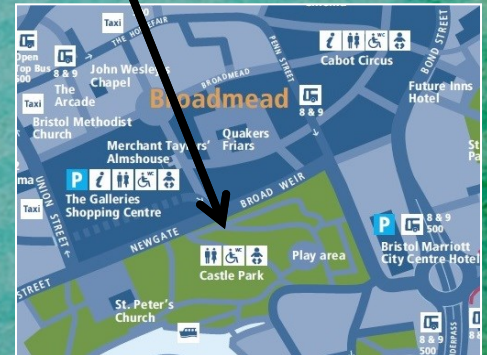 Taxi
THE HORSEFAIR
PENN STREET
BOND STREET
Cabot Circus
Open
Top Bus
500
8 & 9
John Wesley's
Chapel
BROADMEAD
The
Arcade
Taxi
Broadmead
8 & 9
Future Inns
Hotel
Bristol Methodist
Church
Merchant Taylors'
Almshouse
Quakers
Friars
P i WC
The Galleries
Shopping Centre
Taxi
UNION STREET
NEWGATE
BROAD WEIR
P
8 & 9
500
Bristol Marriott
City Centre Hotel
WC
Castle Park
Play area
STREET
St. Peter's
Church
8 & 9
500